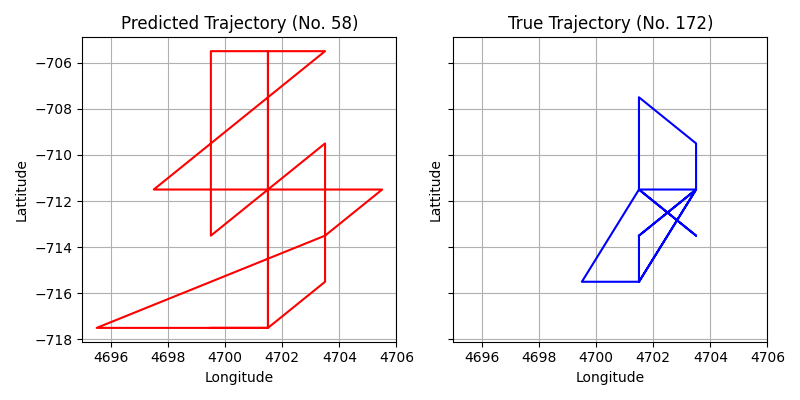 Predicted Trajectory (No. 58)
True Trajectory (No. 172)
Lattitude
−706
−708
−710
−712
−714
−716
−718
4696 4698 4700 4702 4704 4706
Longitude
Lattitude
4696 4698 4700 4702 4704 4706
Longitude